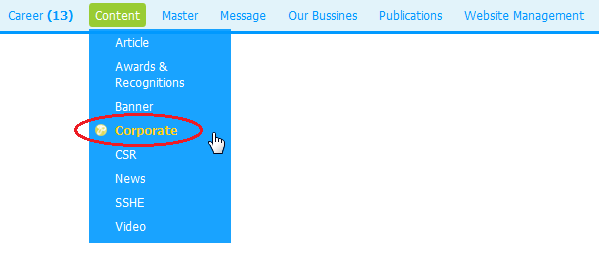 Career (13) Content Master Message Our Bussines Publications Website Management
Article
Awards &
Recognitions
Banner
Corporate
CSR
News
SSHE
Video